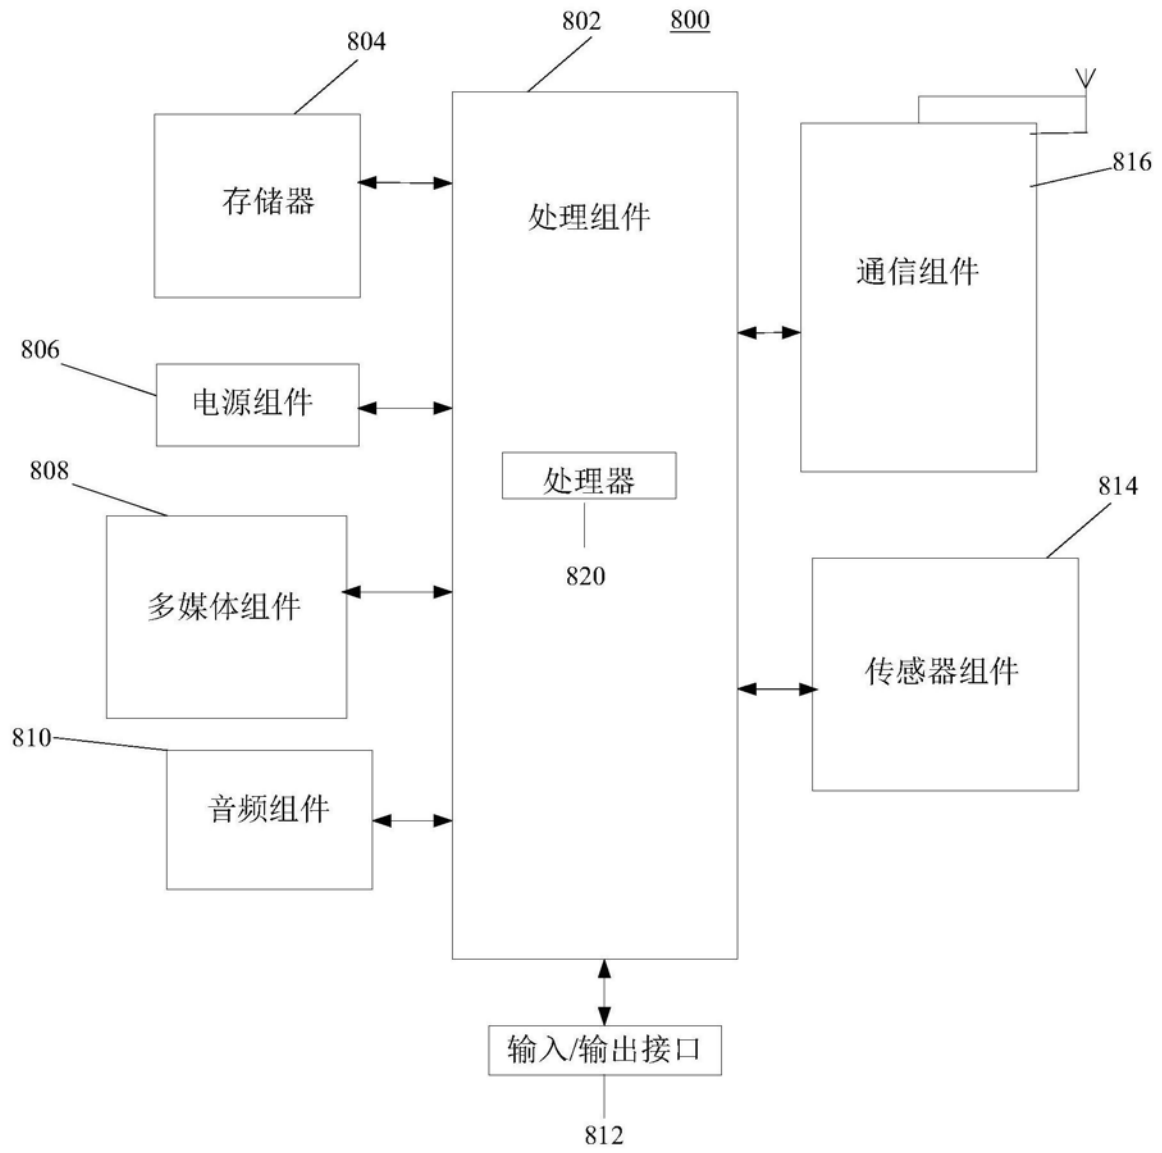 802
800
804
816
存储器
处理组件
通信组件
806
电源组件
808
处理器
814
820
多媒体组件
传感器组件
810
音频组件
输入/输出接口
812